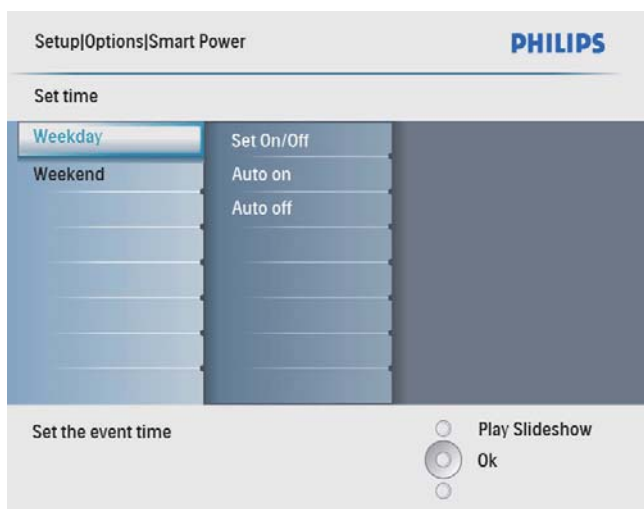 Setup|Options|Smart Power
PHILIPS
Set time
Weekday
Set On/Off
Weekend
Auto on
Auto off
Set the event time
Play Slideshow
Ok